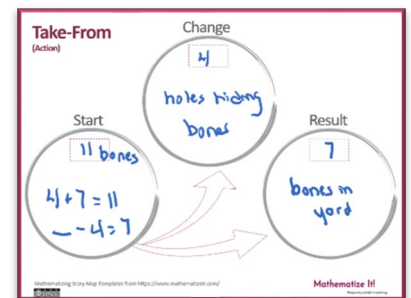 Take-From
(Action)
Change
4
holes hiding
bones
Start
11 bones
4+7=11
_ - 4=7
Result
7
bones in
yard
Mathematizing Story Map Templates from https://www.mathematizeit.com/
Mathematize It!